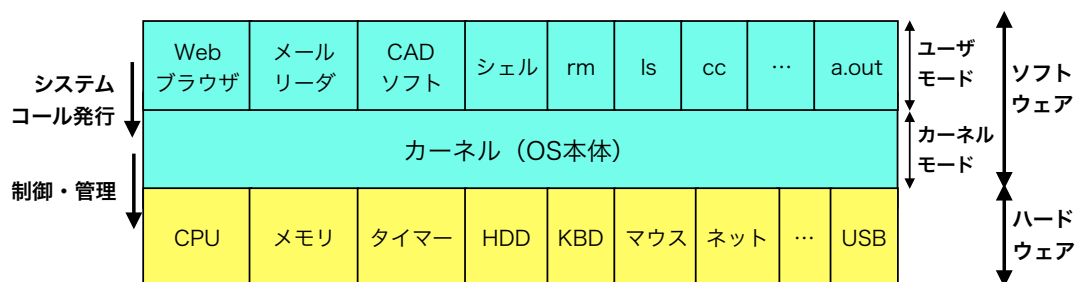 Web
ブラウザ
メール
リーダ
CAD
ソフト
シェル
rm
ls
cc
…
a.out
ユーザ
モード
システム
コール発行
ソフト
ウェア
カーネル（OS本体）
カーネル
モード
制御・管理
CPU
メモリ
タイマー
HDD
KBD
マウス
ネット
…
USB
ハード
ウェア